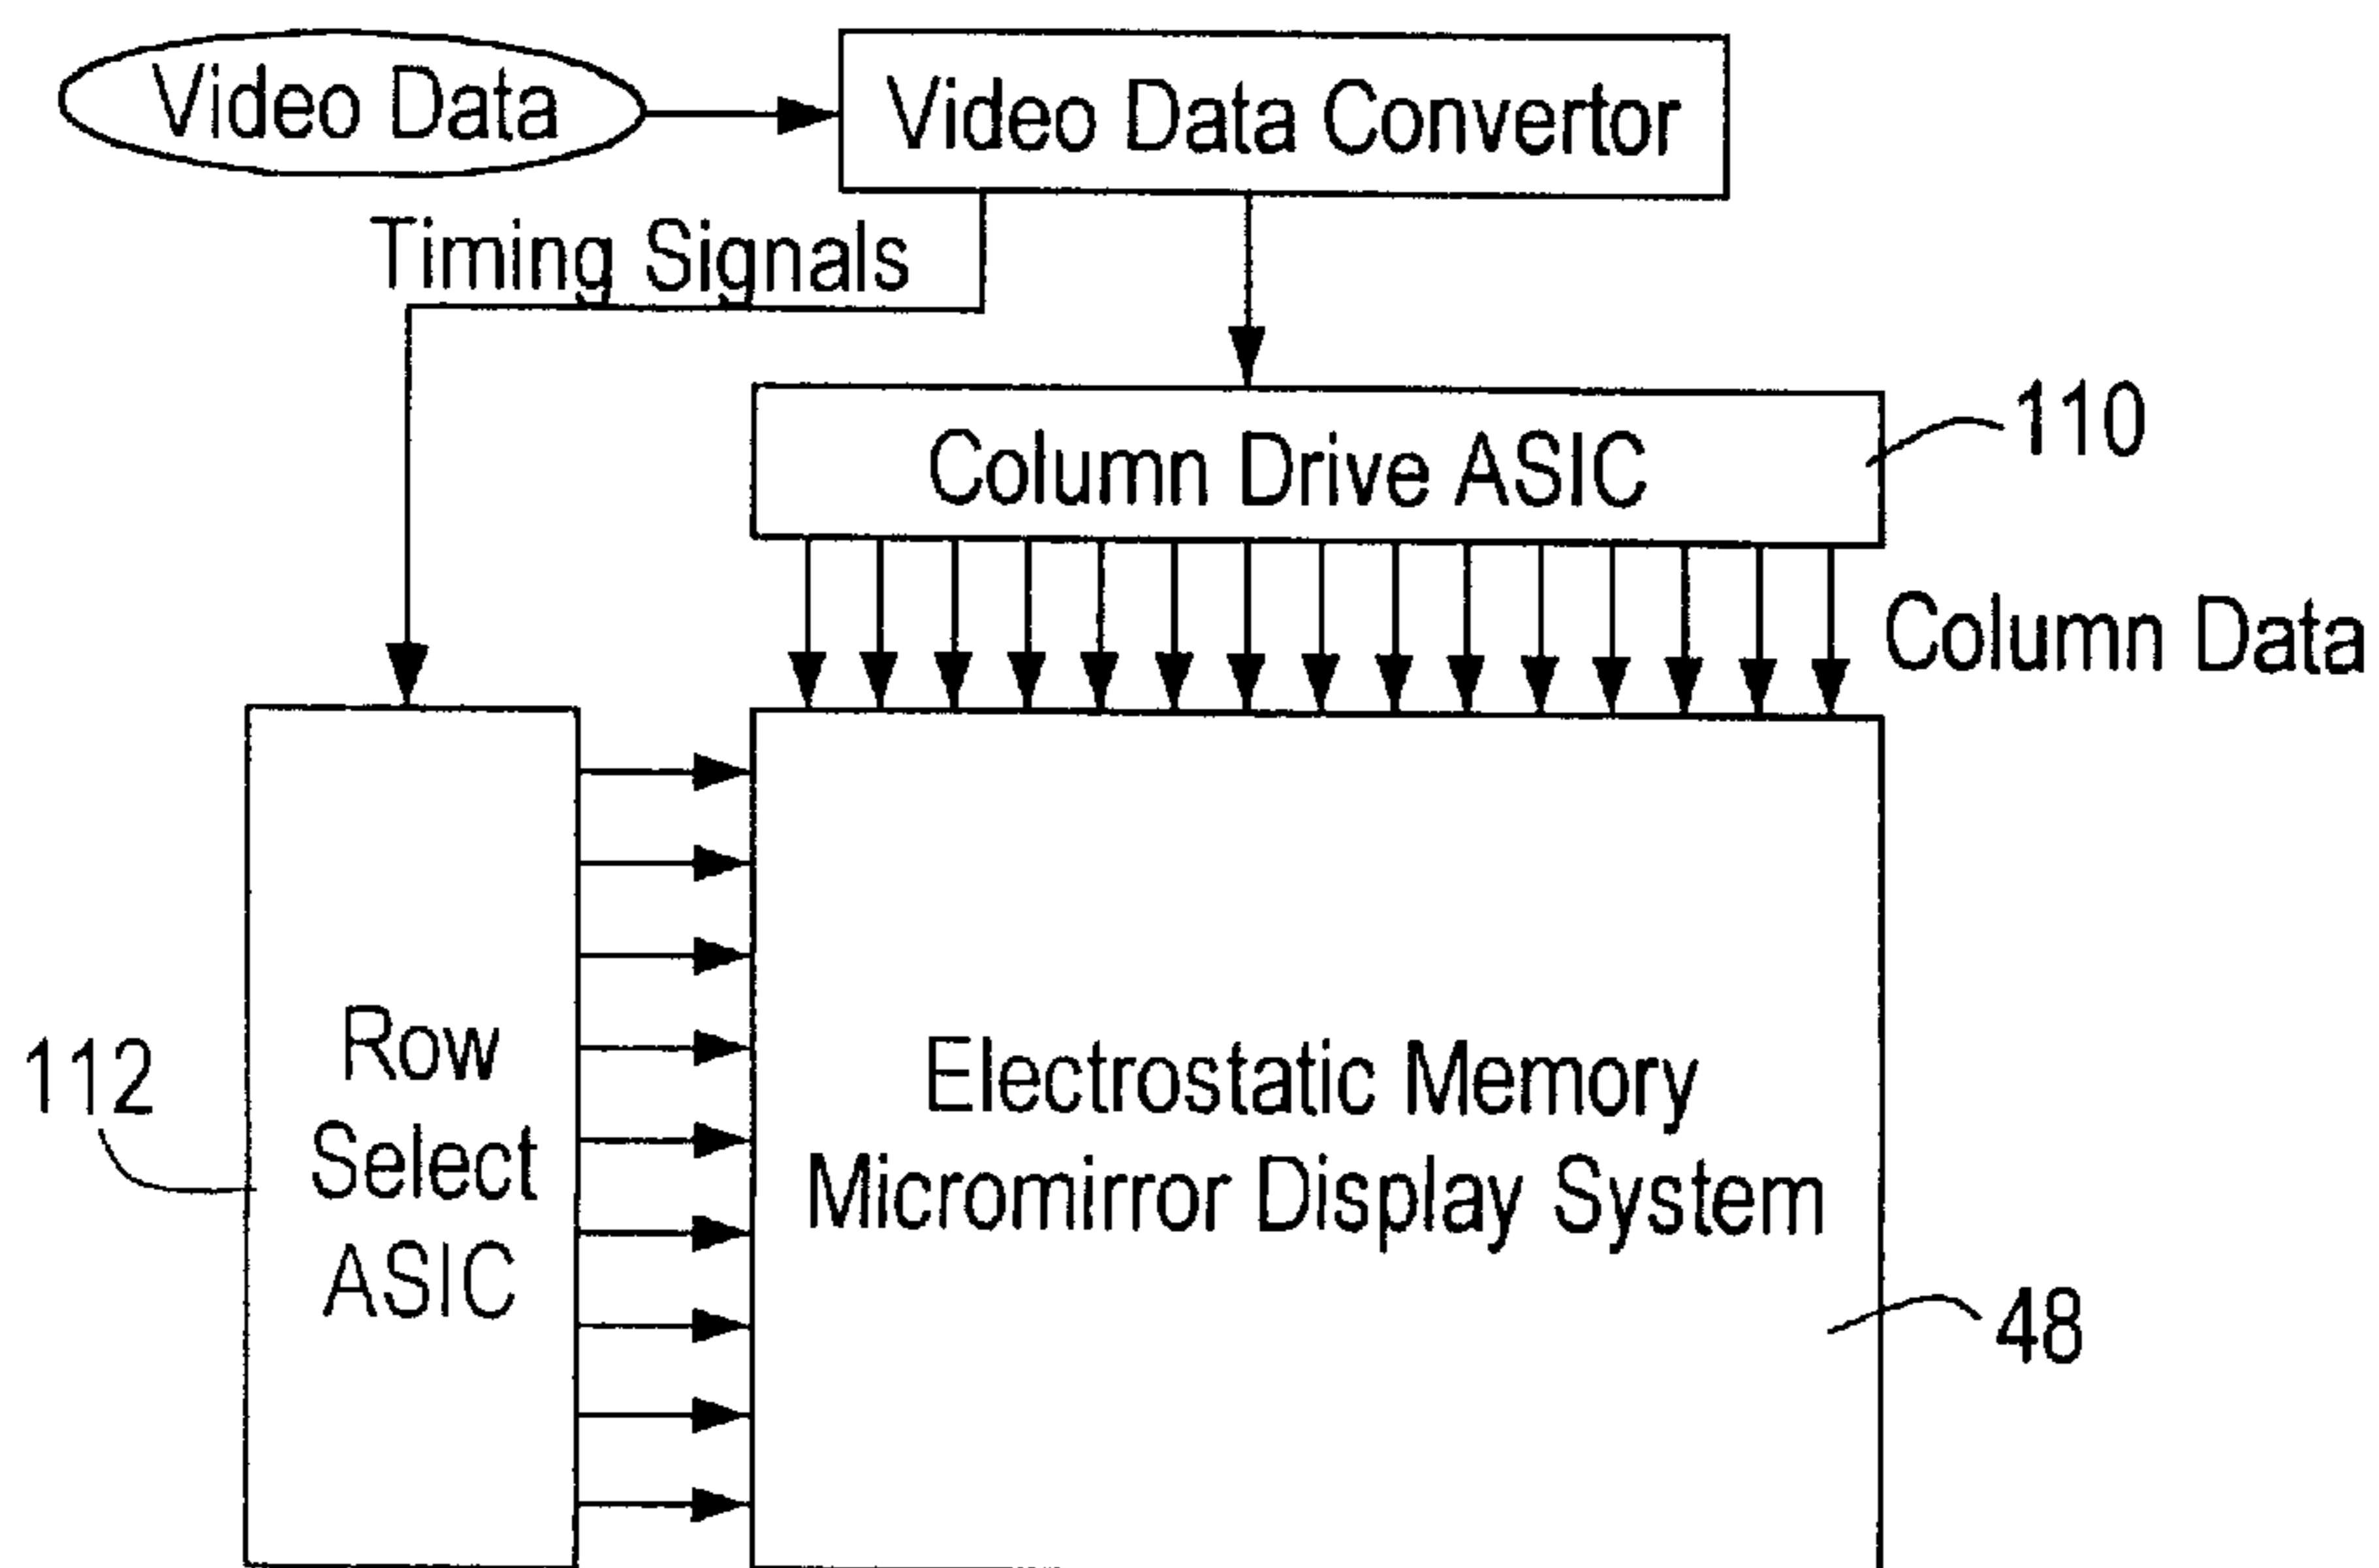 Video Data
Video Data Convertor
Timing Signals
Column Drive ASIC
110
Column Data
Row
Select
ASIC
112
Electrostatic Memory
Micromirror Display System
48